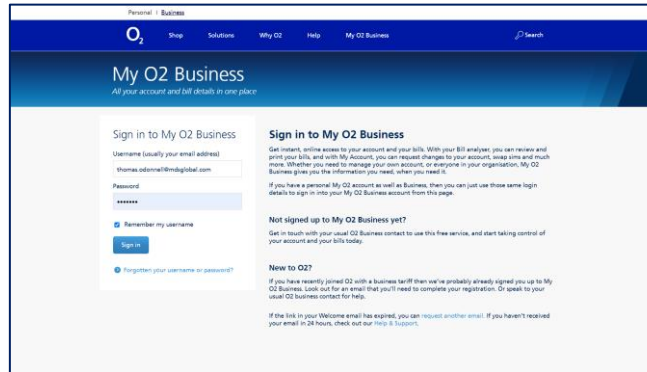 Personal | Business
O2 Shop Solutions Why O2 Help My O2 Business Search
My O2 Business
All your account and bill details in one place
Sign in to My O2 Business
Username (usually your email address)
thomas.odonnell@mdsglobal.com
Password
•••••••
Remember my username
Sign in
Forgotten your username or password?
Sign in to My O2 Business
Get instant, online access to your account and your bills. With your Bill analyser, you can review and
print your bills, and with My Account, you can request changes to your account, swap sims and much
more. Whether you need to manage your own account, or everyone in your organisation, My O2
Business gives you the information you need, when you need it.
If you have a personal My O2 account as well as Business, then you can just use those same login
details to sign in into your My O2 Business account from this page.
Not signed up to My O2 Business yet?
Get in touch with your usual O2 Business contact to use this free service, and start taking control of
your account and your bills today.
New to O2?
If you have recently joined O2 with a business tariff then we've probably already signed you up to My
O2 Business. Look out for an email that you'll need to complete your registration. Or speak to your
usual O2 business contact for help.
If the link in your Welcome email has expired, you can request another email. If you haven't received
your email in 24 hours, check out our Help & Support.